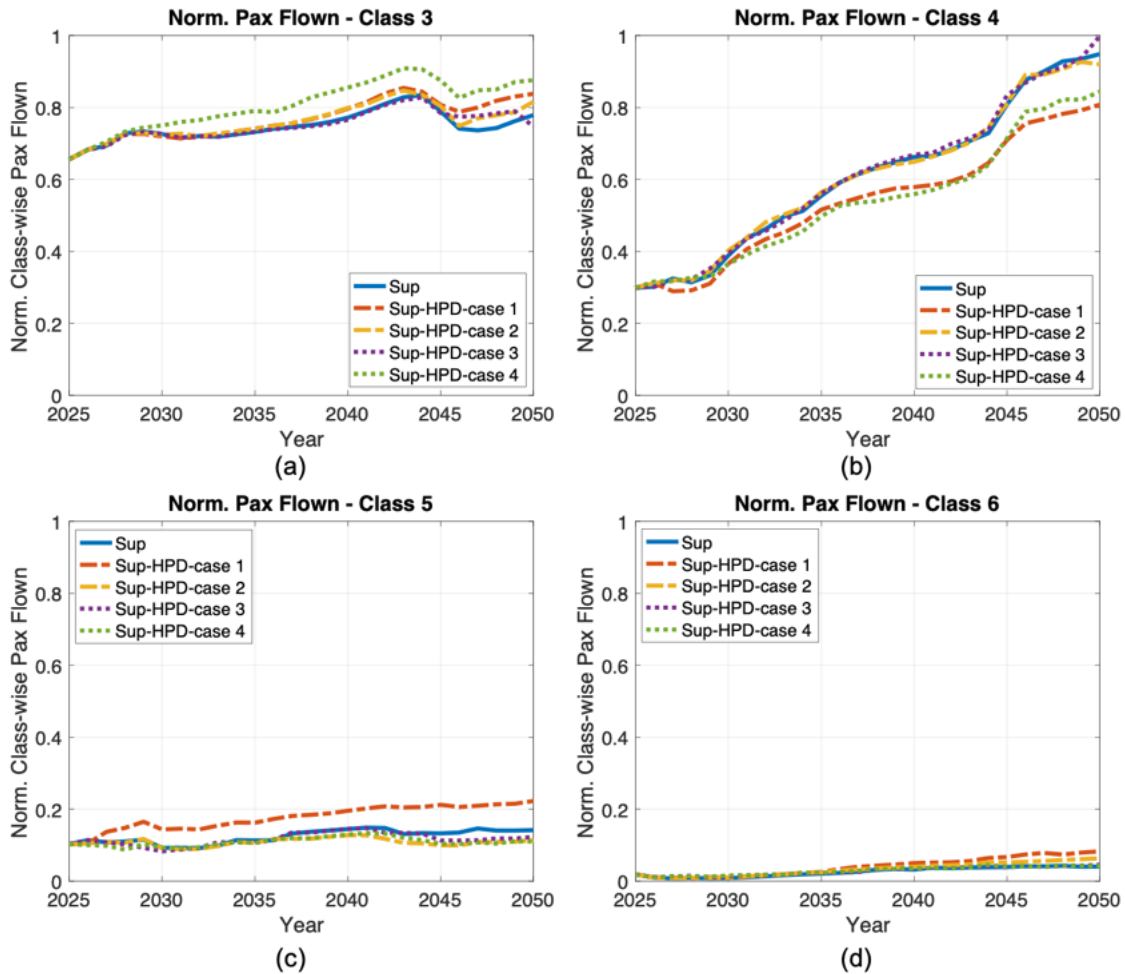 Norm. Pax Flown - Class 3
Norm. Class-wise Pax Flown
1
0.8
0.6
0.4
0.2
0
Sup
Sup-HPD-case 1
Sup-HPD-case 2
Sup-HPD-case 3
Sup-HPD-case 4
2025 2030 2035 2040 2045 2050
Year
(a)
Norm. Pax Flown - Class 4
Norm. Class-wise Pax Flown
1
0.8
0.6
0.4
0.2
0
Sup
Sup-HPD-case 1
Sup-HPD-case 2
Sup-HPD-case 3
Sup-HPD-case 4
2025 2030 2035 2040 2045 2050
Year
(b)
Norm. Pax Flown - Class 5
Norm. Class-wise Pax Flown
1
0.8
0.6
0.4
0.2
0
Sup
Sup-HPD-case 1
Sup-HPD-case 2
Sup-HPD-case 3
Sup-HPD-case 4
2025 2030 2035 2040 2045 2050
Year
(c)
Norm. Pax Flown - Class 6
Norm. Class-wise Pax Flown
1
0.8
0.6
0.4
0.2
0
Sup
Sup-HPD-case 1
Sup-HPD-case 2
Sup-HPD-case 3
Sup-HPD-case 4
2025 2030 2035 2040 2045 2050
Year
(d)